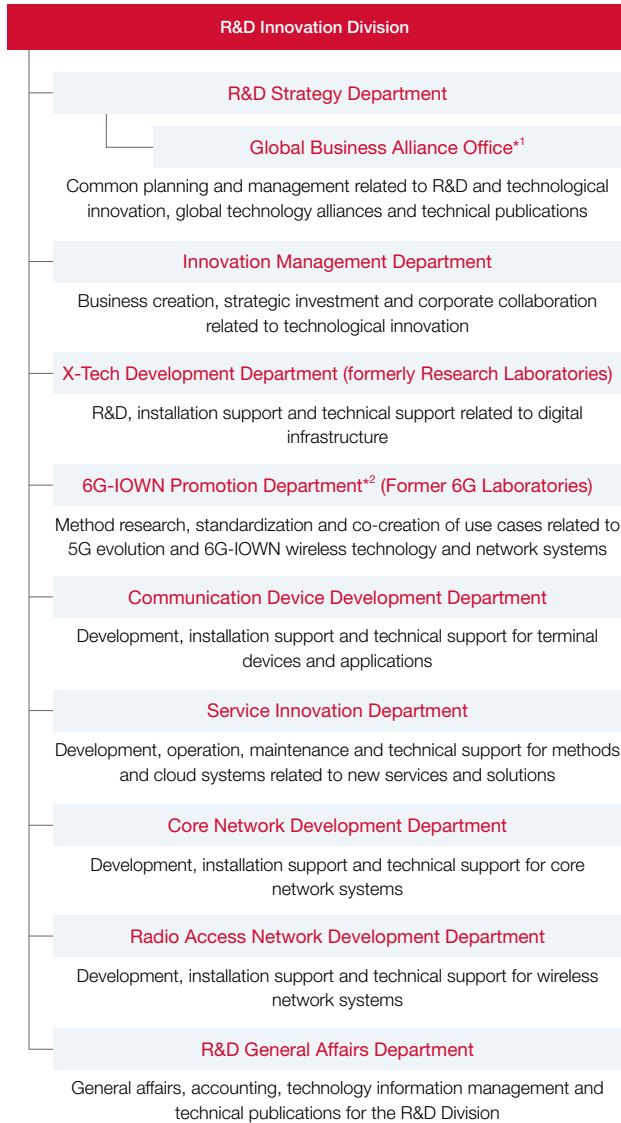 R&D Innovation Division
R&D Strategy Department
Global Business Alliance Office*1
Common planning and management related to R&D and technological
innovation, global technology alliances and technical publications
Innovation Management Department
Business creation, strategic investment and corporate collaboration
related to technological innovation
X-Tech Development Department (formerly Research Laboratories)
R&D, installation support and technical support related to digital
infrastructure
6G-IOWN Promotion Department*2 (Former 6G Laboratories)
Method research, standardization and co-creation of use cases related to
5G evolution and 6G-IOWN wireless technology and network systems
Communication Device Development Department
Development, installation support and technical support for terminal
devices and applications
Service Innovation Department
Development, operation, maintenance and technical support for methods
and cloud systems related to new services and solutions
Core Network Development Department
Development, installation support and technical support for core
network systems
Radio Access Network Development Department
Development, installation support and technical support for wireless
network systems
R&D General Affairs Department
General affairs, accounting, technology information management and
technical publications for the R&D Division